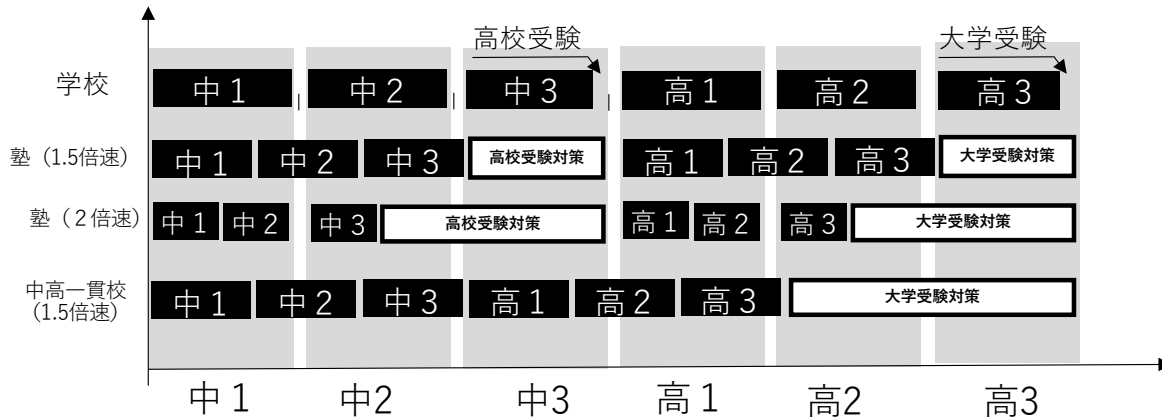 高校受験
大学受験
学校
中１
中２
中３
高１
高２
高３
塾（1.5倍速）
中１
中２
中３
高校受験対策
高１
高２
高３
大学受験対策
塾（２倍速）
中１
中２
中３
高校受験対策
高１
高２
高３
大学受験対策
中高一貫校
(1.5倍速)
中１
中２
中３
高１
高２
高３
大学受験対策
中１
中2
中3
高１
高2
高3